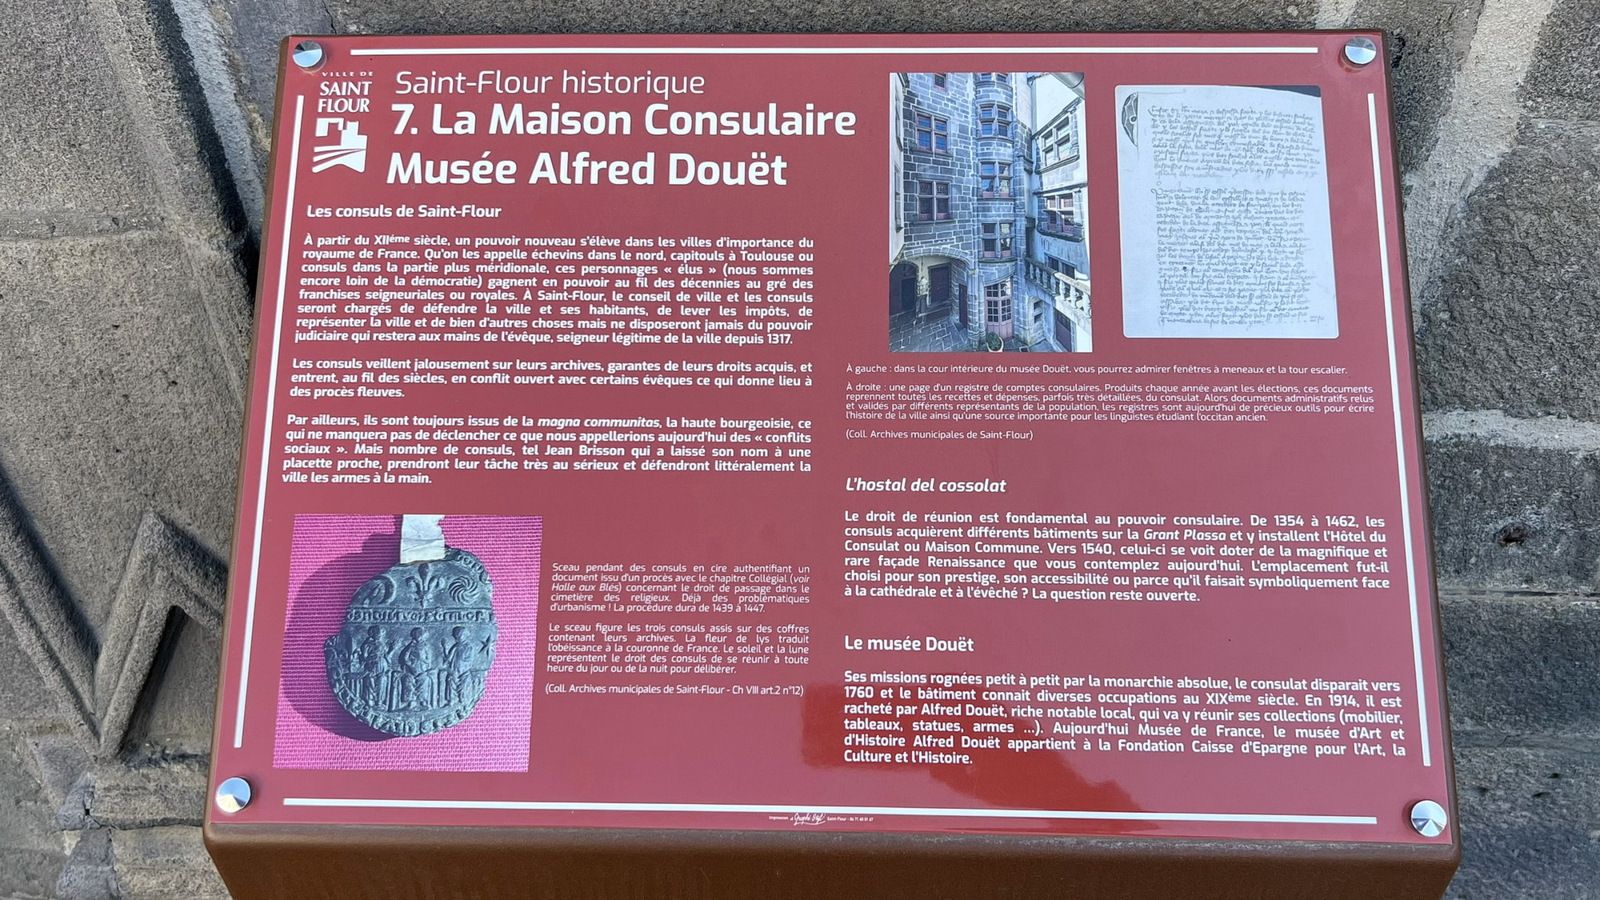 VILLE DE
SAINT
FLOUR
Saint-Flour historique
7. La Maison Consulaire
Musée Alfred Douët
Les consuls de Saint-Flour
À partir du XIIème siècle, un pouvoir nouveau s'élève dans les villes d'importance du
royaume de France. Qu'on les appelle échevins dans le nord, capitouls à Toulouse ou
consuls dans la partie plus méridionale, ces personnages « élus » (nous sommes
encore loin de la démocratie) gagnent en pouvoir au fil des décennies au gré des
franchises seigneuriales ou royales. À Saint-Flour, le conseil de ville et les consuls
seront chargés de défendre la ville et ses habitants, de lever les impôts, de
représenter la ville et de bien d'autres choses mais ne disposeront jamais du pouvoir
judiciaire qui restera aux mains de l'évêque, seigneur légitime de la ville depuis 1317.
Les consuls veillent jalousement sur leurs archives, garantes de leurs droits acquis, et
entrent, au fil des siècles, en conflit ouvert avec certains évêques ce qui donne lieu à
des procès fleuves.
Par ailleurs, ils sont toujours issus de la magna communitas, la haute bourgeoisie, ce
qui ne manquera pas de déclencher ce que nous appellerions aujourd'hui des « conflits
sociaux ». Mais nombre de consuls, tel Jean Brisson qui a laissé son nom à une
placette proche, prendront leur tâche très au sérieux et défendront littéralement la
ville les armes à la main.
Sceau pendant des consuls en cire authentifiant un
document issu d'un procès avec le chapitre Collégial (voir
Halle aux Bles) concernant le droit de passage dans le
cimetière des religieux. Déjà des problématiques
d'urbanisme ! La procédure dura de 1439 à 1447.
Le sceau figure les trois consuls assis sur des coffres
contenant leurs archives. La fleur de lys traduit
l'obéissance à la couronne de France. Le soleil et la lune
représentent le droit des consuls de se réunir à toute
heure du jour ou de la nuit pour délibérer.
(Coll. Archives municipales de Saint-Flour - Ch VIII art.2 n°12)
À gauche : dans la cour intérieure du musée Douët, vous pourrez admirer fenêtres à meneaux et la tour escalier.
À droite : une page d'un registre de comptes consulaires. Produits chaque année avant les élections, ces documents
reprennent toutes les recettes et dépenses, parfois très détaillées, du consulat. Alors documents administratifs relus
et validés par différents représentants de la population, les registres sont aujourd'hui de précieux outils pour écrire
l'histoire de la ville ainsi qu'une source importante pour les linguistes étudiant l'occitan ancien.
(Coll. Archives municipales de Saint-Flour)
L'hostal del cossolat
Le droit de réunion est fondamental au pouvoir consulaire. De 1354 à 1462, les
consuls acquièrent différents bâtiments sur la Grant Plassa et y installent l'Hôtel du
Consulat ou Maison Commune. Vers 1540, celui-ci se voit doter de la magnifique et
rare façade Renaissance que vous contemplez aujourd'hui. L'emplacement fut-il
choisi pour son prestige, son accessibilité ou parce qu'il faisait symboliquement face
à la cathédrale et à l'évêché ? La question reste ouverte.
Le musée Douët
Ses missions rognées petit à petit par la monarchie absolue, le consulat disparait vers
1760 et le bâtiment connait diverses occupations au XIXème siècle. En 1914, il est
racheté par Alfred Douët, riche notable local, qui va y réunir ses collections (mobilier,
tableaux, statues, armes ...). Aujourd'hui Musée de France, le musée d'Art et
d'Histoire Alfred Douët appartient à la Fondation Caisse d'Epargne pour l'Art, la
Culture et l'Histoire.